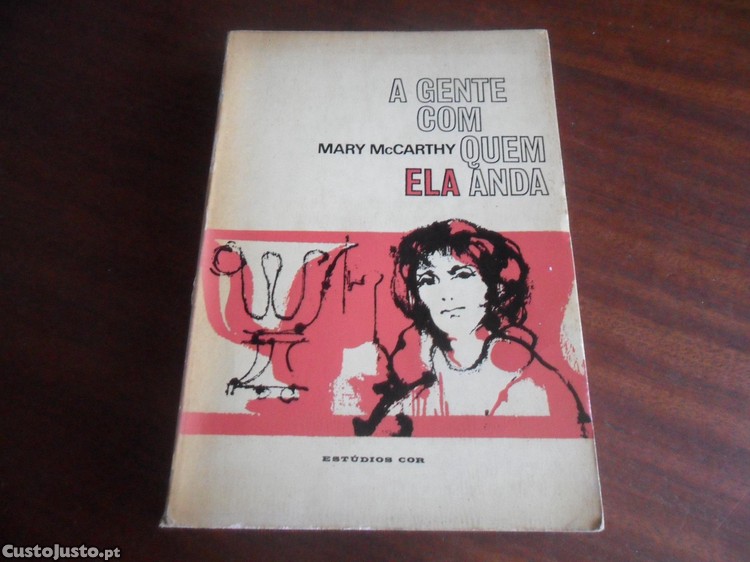 A GENTE
COM
MARY McCARTHY QUEM
ELA ANDA
ESTÚDIOS COR
CustoJusto.pt